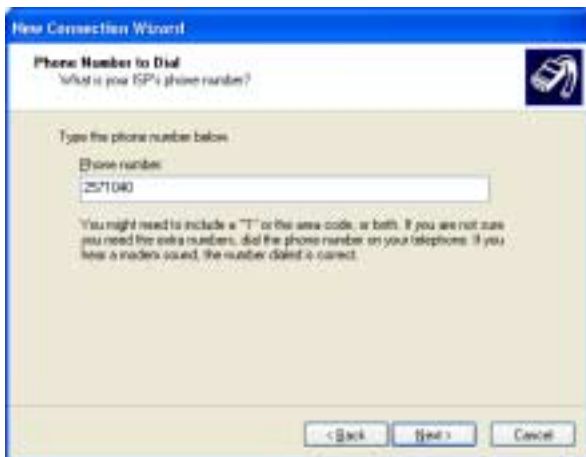 New Connection Wizard
Phone Number to Dial
What is your ISP's phone number?
Type the phone number below.
Phone number:
2571040
You might need to include a "1" or the area code, or both. If you are not sure
you need the extra numbers, dial the phone number on your telephone. If you
hear a modem sound, the number dialed is correct.
< Back
Next >
Cancel